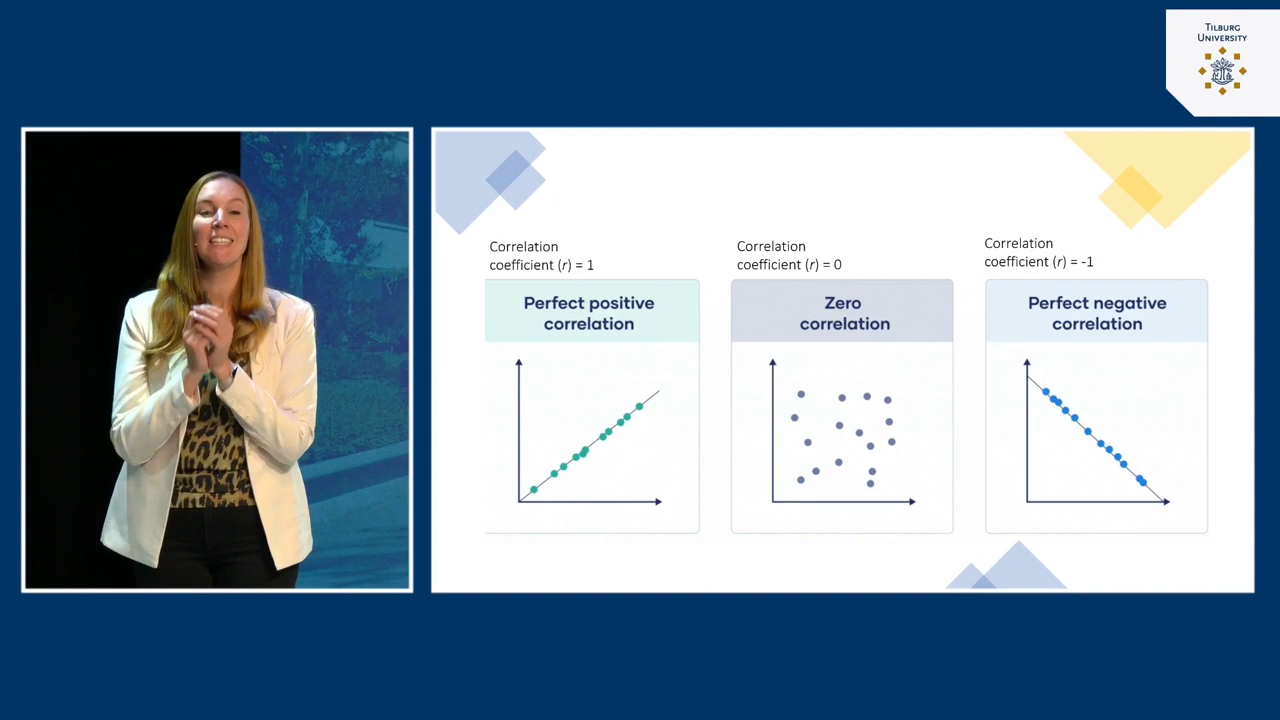 Tilburg
University
Correlation
coefficient (r) = 1
Perfect positive
correlation
Correlation
coefficient (r) = 0
Zero
correlation
Correlation
coefficient (r) = -1
Perfect negative
correlation